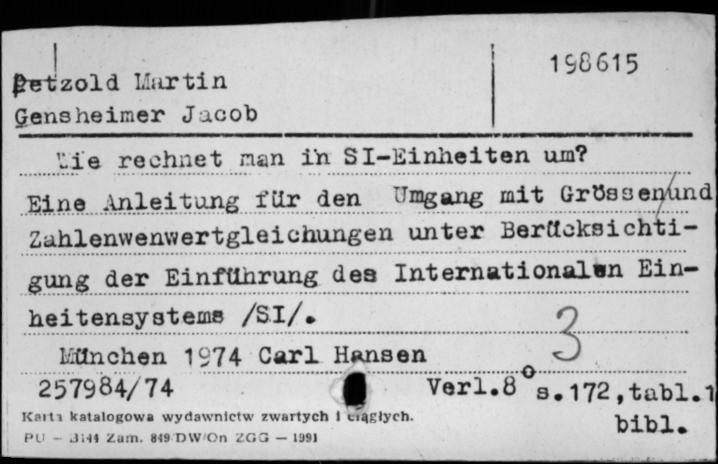 198615
Petzold Martin
Gensheimer Jacob
Wie rechnet man in SI-Einheiten um?
Eine Anleitung für den Umgang mit Grössen/und
Zahlenwenwertgleichungen unter Berücksichti-
gung der Einführung des Internationalen Ein-
heitensystems /SI/.
3
München 1974 Carl Hansen
257984/74 Verl.8° s.172,tabl.1
bibl.
Karta katalogowa wydawnictw zwartych i ciągłych.
PU — 3144 Zam. 849/DW/On ZGG — 1991